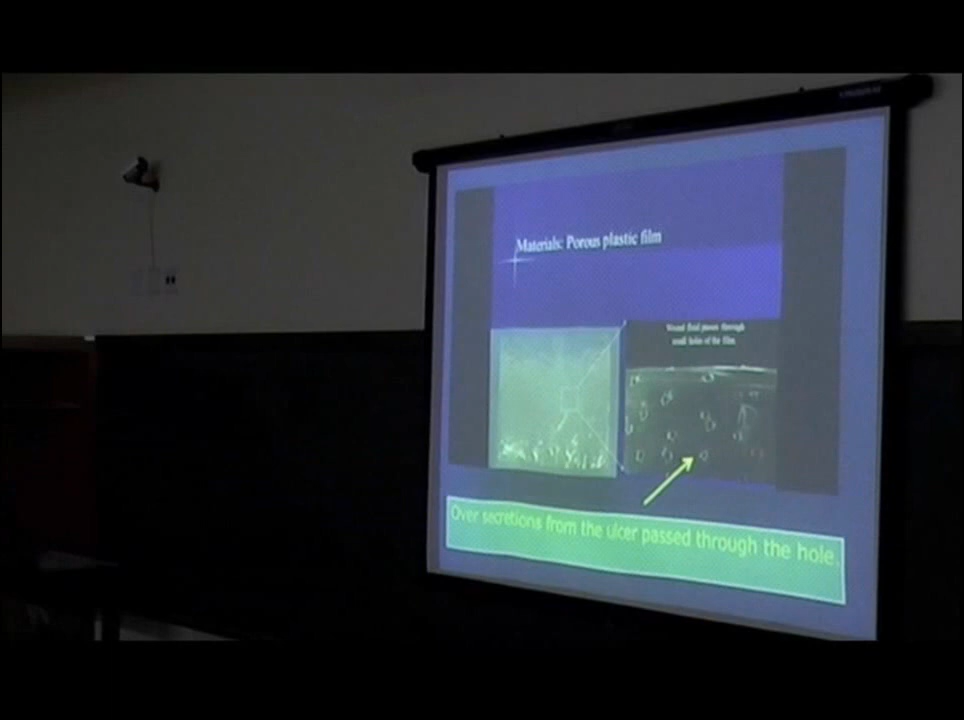 Materials: Porous plastic film
Wound fluid passes through
small holes of the film
Over secretions from the ulcer passed through the hole.